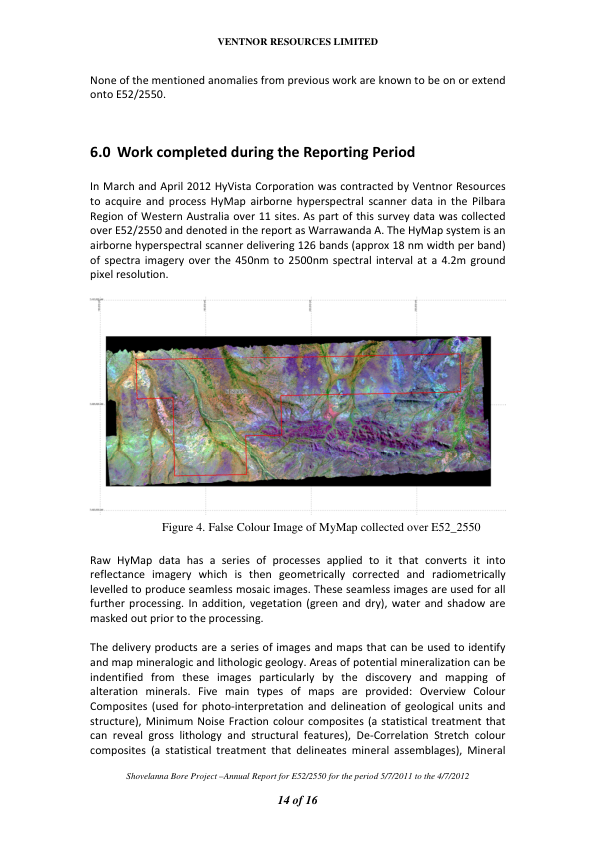 VENTNOR RESOURCES LIMITED
None of the mentioned anomalies from previous work are known to be on or extend
onto E52/2550.
6.0 Work completed during the Reporting Period
In March and April 2012 HyVista Corporation was contracted by Ventnor Resources
to acquire and process HyMap airborne hyperspectral scanner data in the Pilbara
Region of Western Australia over 11 sites. As part of this survey data was collected
over E52/2550 and denoted in the report as Warrawanda A. The HyMap system is an
airborne hyperspectral scanner delivering 126 bands (approx 18 nm width per band)
of spectra imagery over the 450nm to 2500nm spectral interval at a 4.2m ground
pixel resolution.
Figure 4. False Colour Image of MyMap collected over E52_2550
Raw HyMap data has a series of processes applied to it that converts it into
reflectance imagery which is then geometrically corrected and radiometrically
levelled to produce seamless mosaic images. These seamless images are used for all
further processing. In addition, vegetation (green and dry), water and shadow are
masked out prior to the processing.
The delivery products are a series of images and maps that can be used to identify
and map mineralogic and lithologic geology. Areas of potential mineralization can be
indentified from these images particularly by the discovery and mapping of
alteration minerals. Five main types of maps are provided: Overview Colour
Composites (used for photo-interpretation and delineation of geological units and
structure), Minimum Noise Fraction colour composites (a statistical treatment that
can reveal gross lithology and structural features), De-Correlation Stretch colour
composites (a statistical treatment that delineates mineral assemblages), Mineral
Shovelanna Bore Project –Annual Report for E52/2550 for the period 5/7/2011 to the 4/7/2012
14 of 16